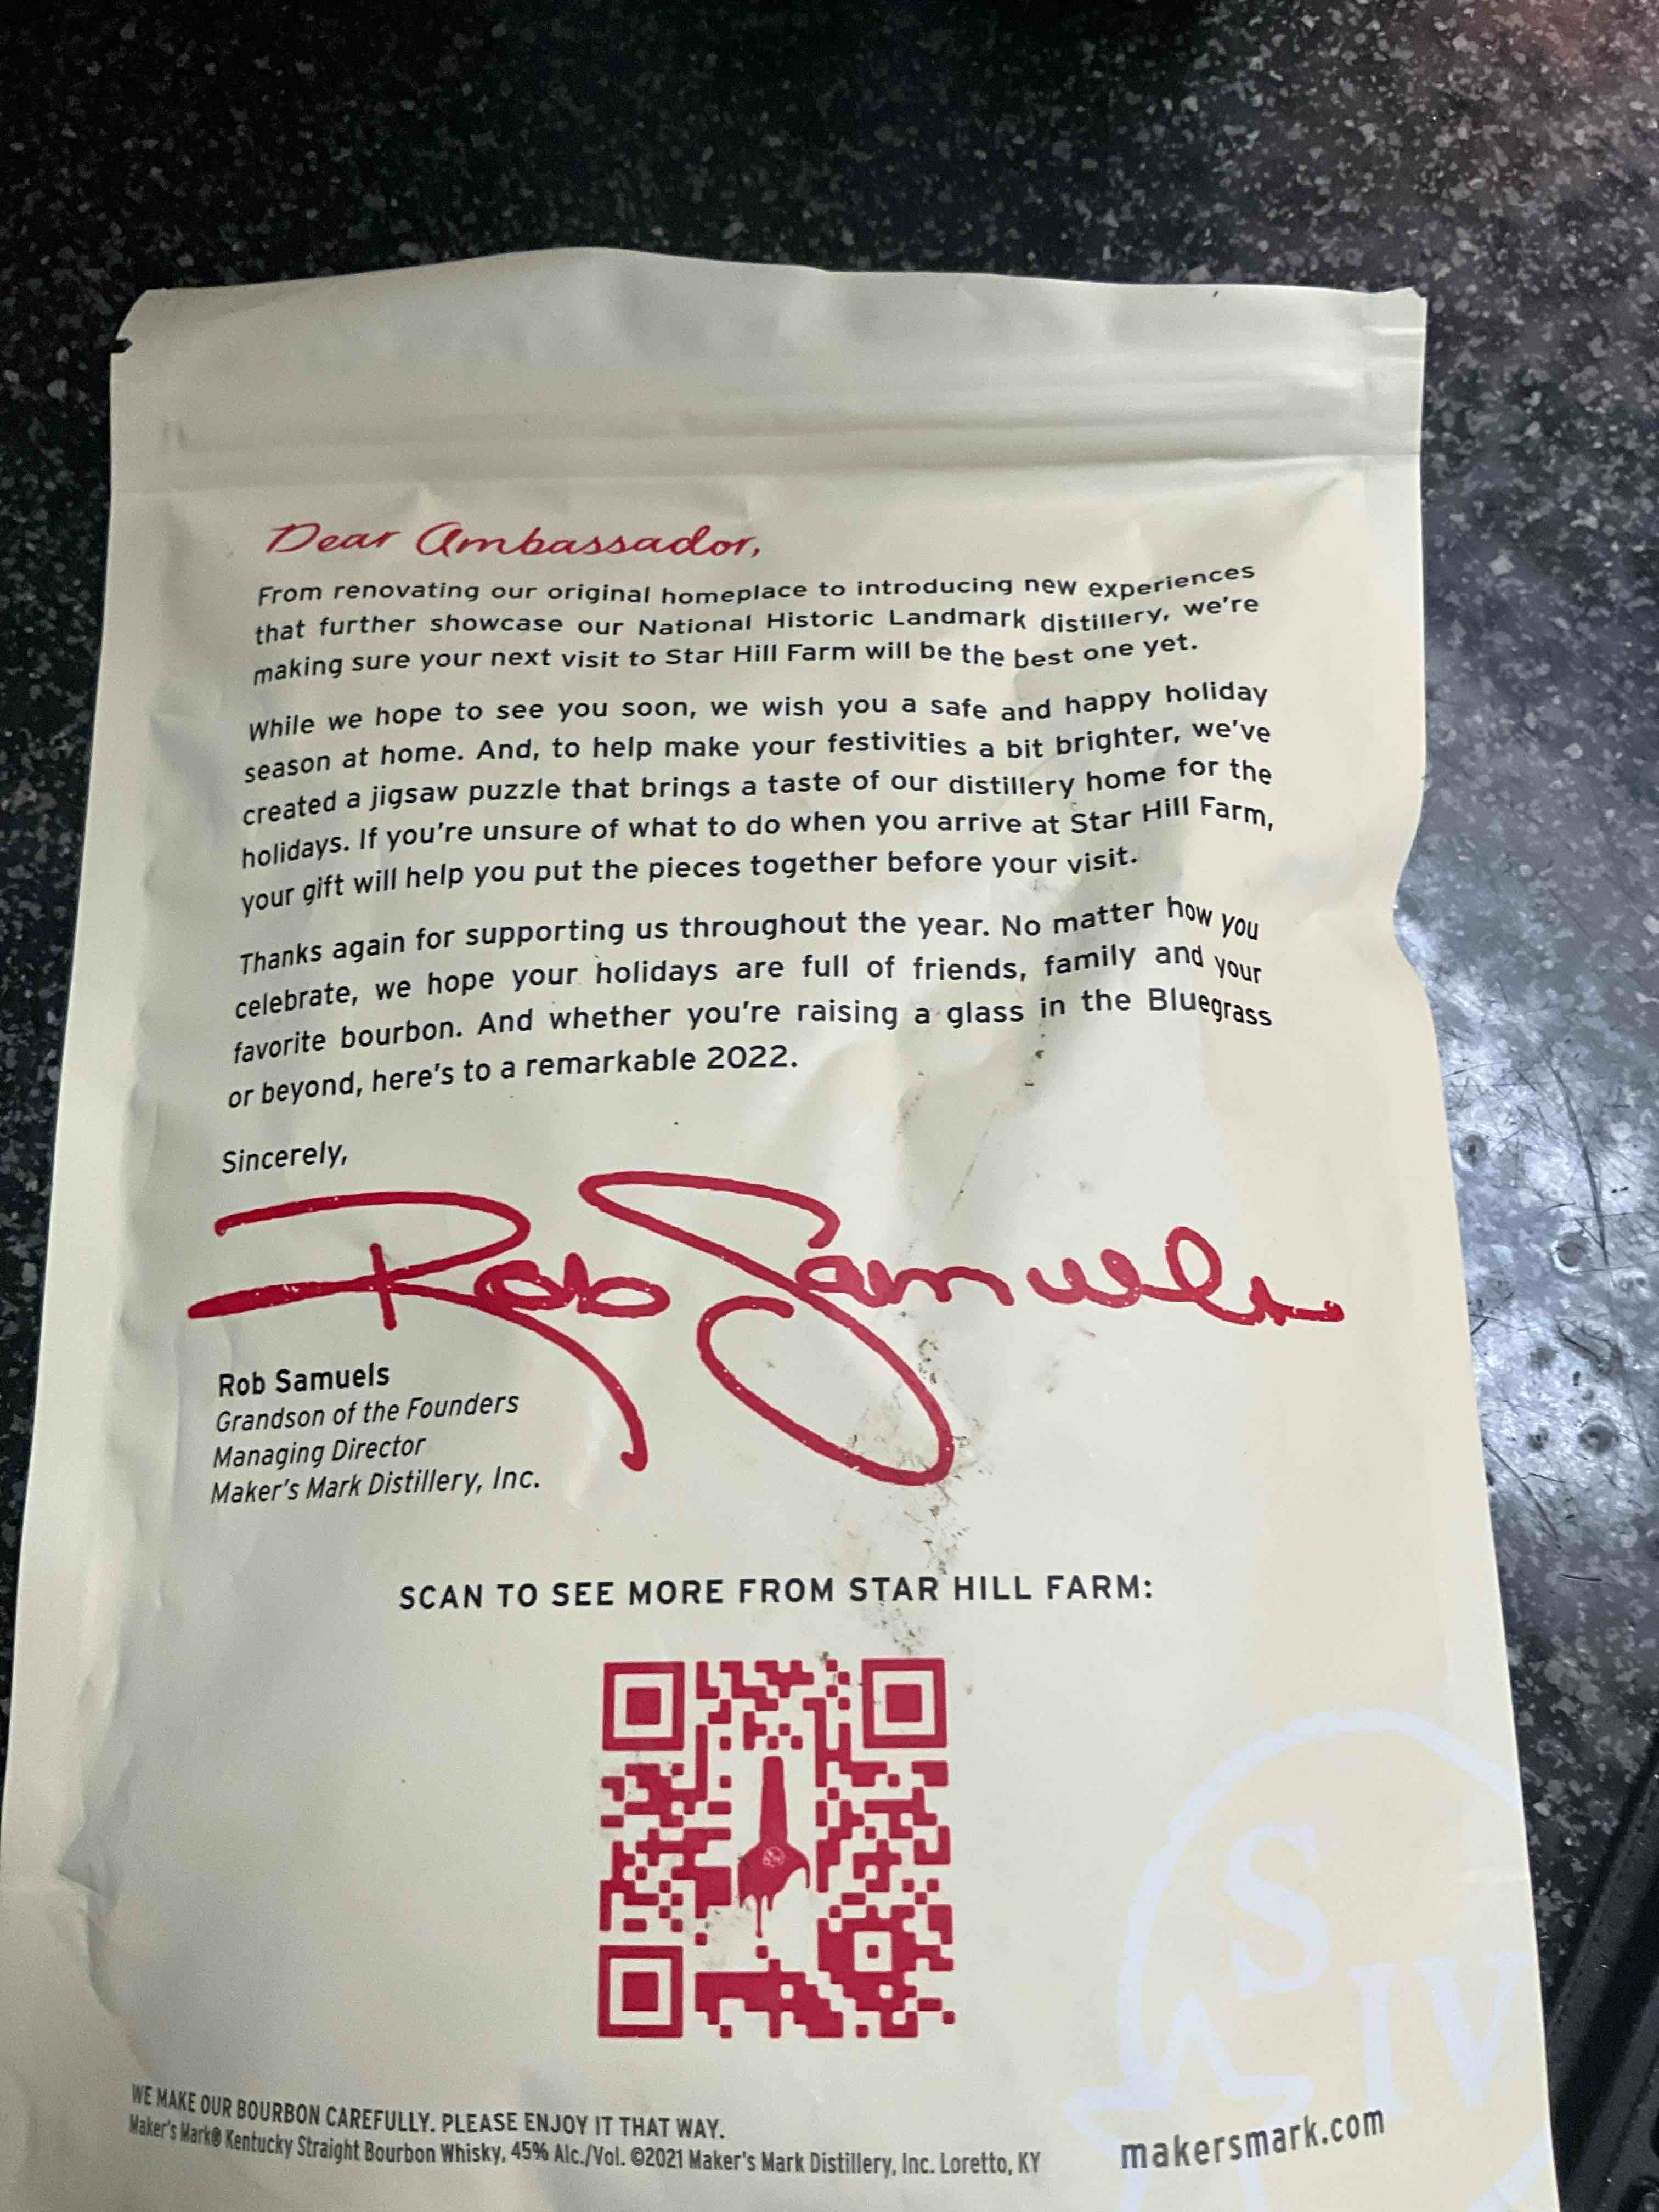 Dear Ambassador,
From renovating our original homeplace to introducing new experiences
that further showcase our National Historic Landmark distillery, we're
making sure your next visit to Star Hill Farm will be the best one yet.
While we hope to see you soon, we wish you a safe and happy holiday
season at home. And, to help make your festivities a bit brighter, we've
created a jigsaw puzzle that brings a taste of our distillery home for the
holidays. If you're unsure of what to do when you arrive at Star Hill Farm,
your gift will help you put the pieces together before your visit.
Thanks again for supporting us throughout the year. No matter how you
celebrate, we hope your holidays are full of friends, family and your
favorite bourbon. And whether you're raising a glass in the Bluegrass
or beyond, here's to a remarkable 2022.
Sincerely,
Rob Samuels
Rob Samuels
Grandson of the Founders
Managing Director
Maker's Mark Distillery, Inc.
SCAN TO SEE MORE FROM STAR HILL FARM:
S
IV
WE MAKE OUR BOURBON CAREFULLY. PLEASE ENJOY IT THAT WAY.
Maker's Mark® Kentucky Straight Bourbon Whisky, 45% Alc./Vol. ©2021 Maker's Mark Distillery, Inc. Loretto, KY
makersmark.com